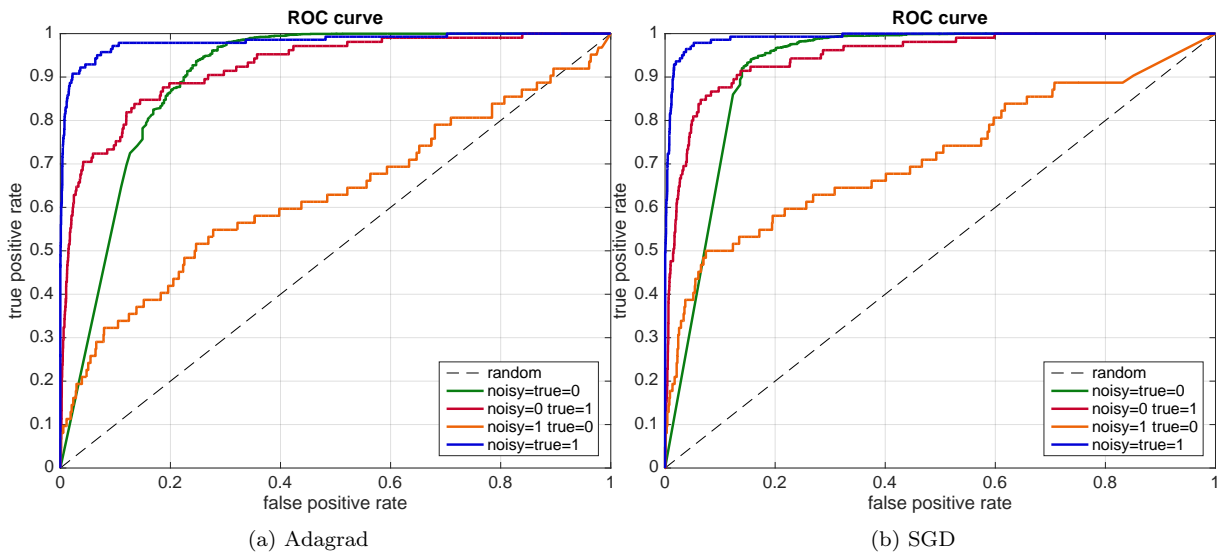 ROC curve
1
0.9
0.8
0.7
0.6
0.5
0.4
0.3
0.2
0.1
0
true positive rate
0
0.2
0.4
0.6
0.8
1
false positive rate
random
noisy=true=0
noisy=0 true=1
noisy=1 true=0
noisy=true=1
(a) Adagrad
ROC curve
1
0.9
0.8
0.7
0.6
0.5
0.4
0.3
0.2
0.1
0
true positive rate
0
0.2
0.4
0.6
0.8
1
false positive rate
random
noisy=true=0
noisy=0 true=1
noisy=1 true=0
noisy=true=1
(b) SGD